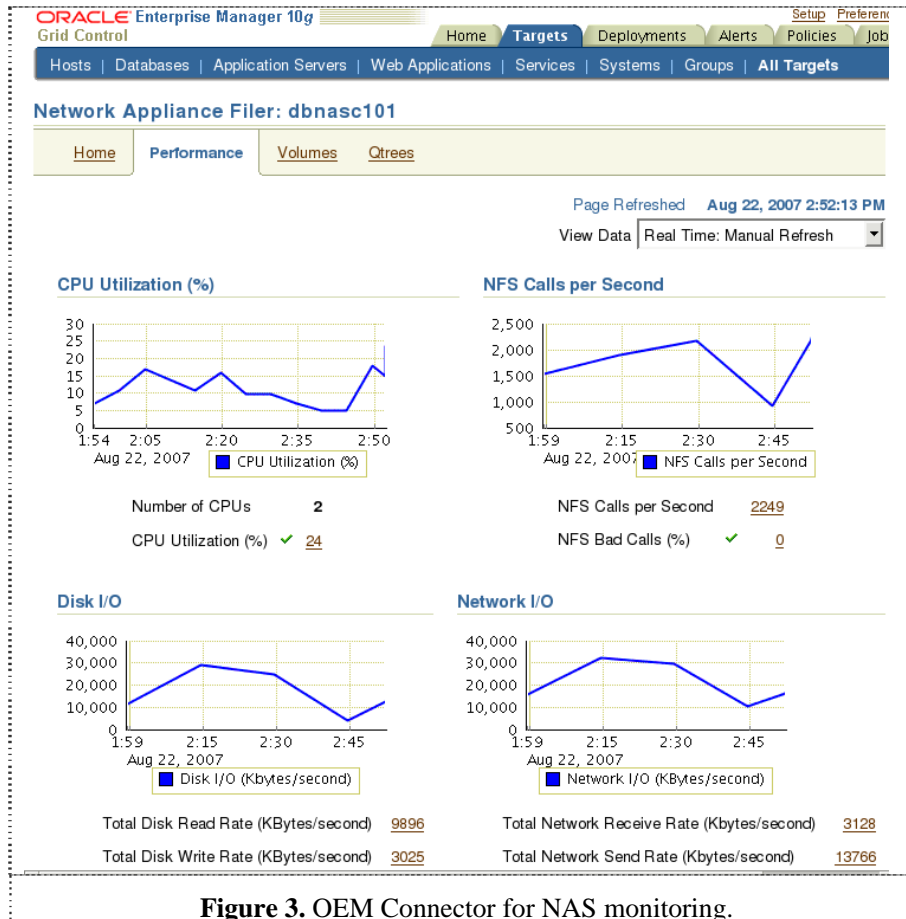 ORACLE Enterprise Manager 10g
Grid Control
Setup Preferenc
Home Targets Deployments Alerts Policies Job
Hosts | Databases | Application Servers | Web Applications | Services | Systems | Groups | All Targets
Network Appliance Filer: dbnasc101
Home Performance Volumes Qtrees
Page Refreshed Aug 22, 2007 2:52:13 PM
View Data Real Time: Manual Refresh
CPU Utilization (%)
30
25
20
15
10
5
0
1:54 2:05 2:20 2:35 2:50
Aug 22, 2007
CPU Utilization (%)
Number of CPUs 2
CPU Utilization (%) 24
NFS Calls per Second
2,500
2,000
1,500
1,000
500
1:59 2:15 2:30 2:45
Aug 22, 2007
NFS Calls per Second
NFS Calls per Second 2249
NFS Bad Calls (%) 0
Disk I/O
40,000
30,000
20,000
10,000
0
1:59 2:15 2:30 2:45
Aug 22, 2007
Disk I/O (Kbytes/second)
Total Disk Read Rate (KBytes/second) 9896
Total Disk Write Rate (KBytes/second) 3025
Network I/O
40,000
30,000
20,000
10,000
0
1:59 2:15 2:30 2:45
Aug 22, 2007
Network I/O (KBytes/second)
Total Network Receive Rate (Kbytes/second) 3128
Total Network Send Rate (KBytes/second) 13766
Figure 3. OEM Connector for NAS monitoring.